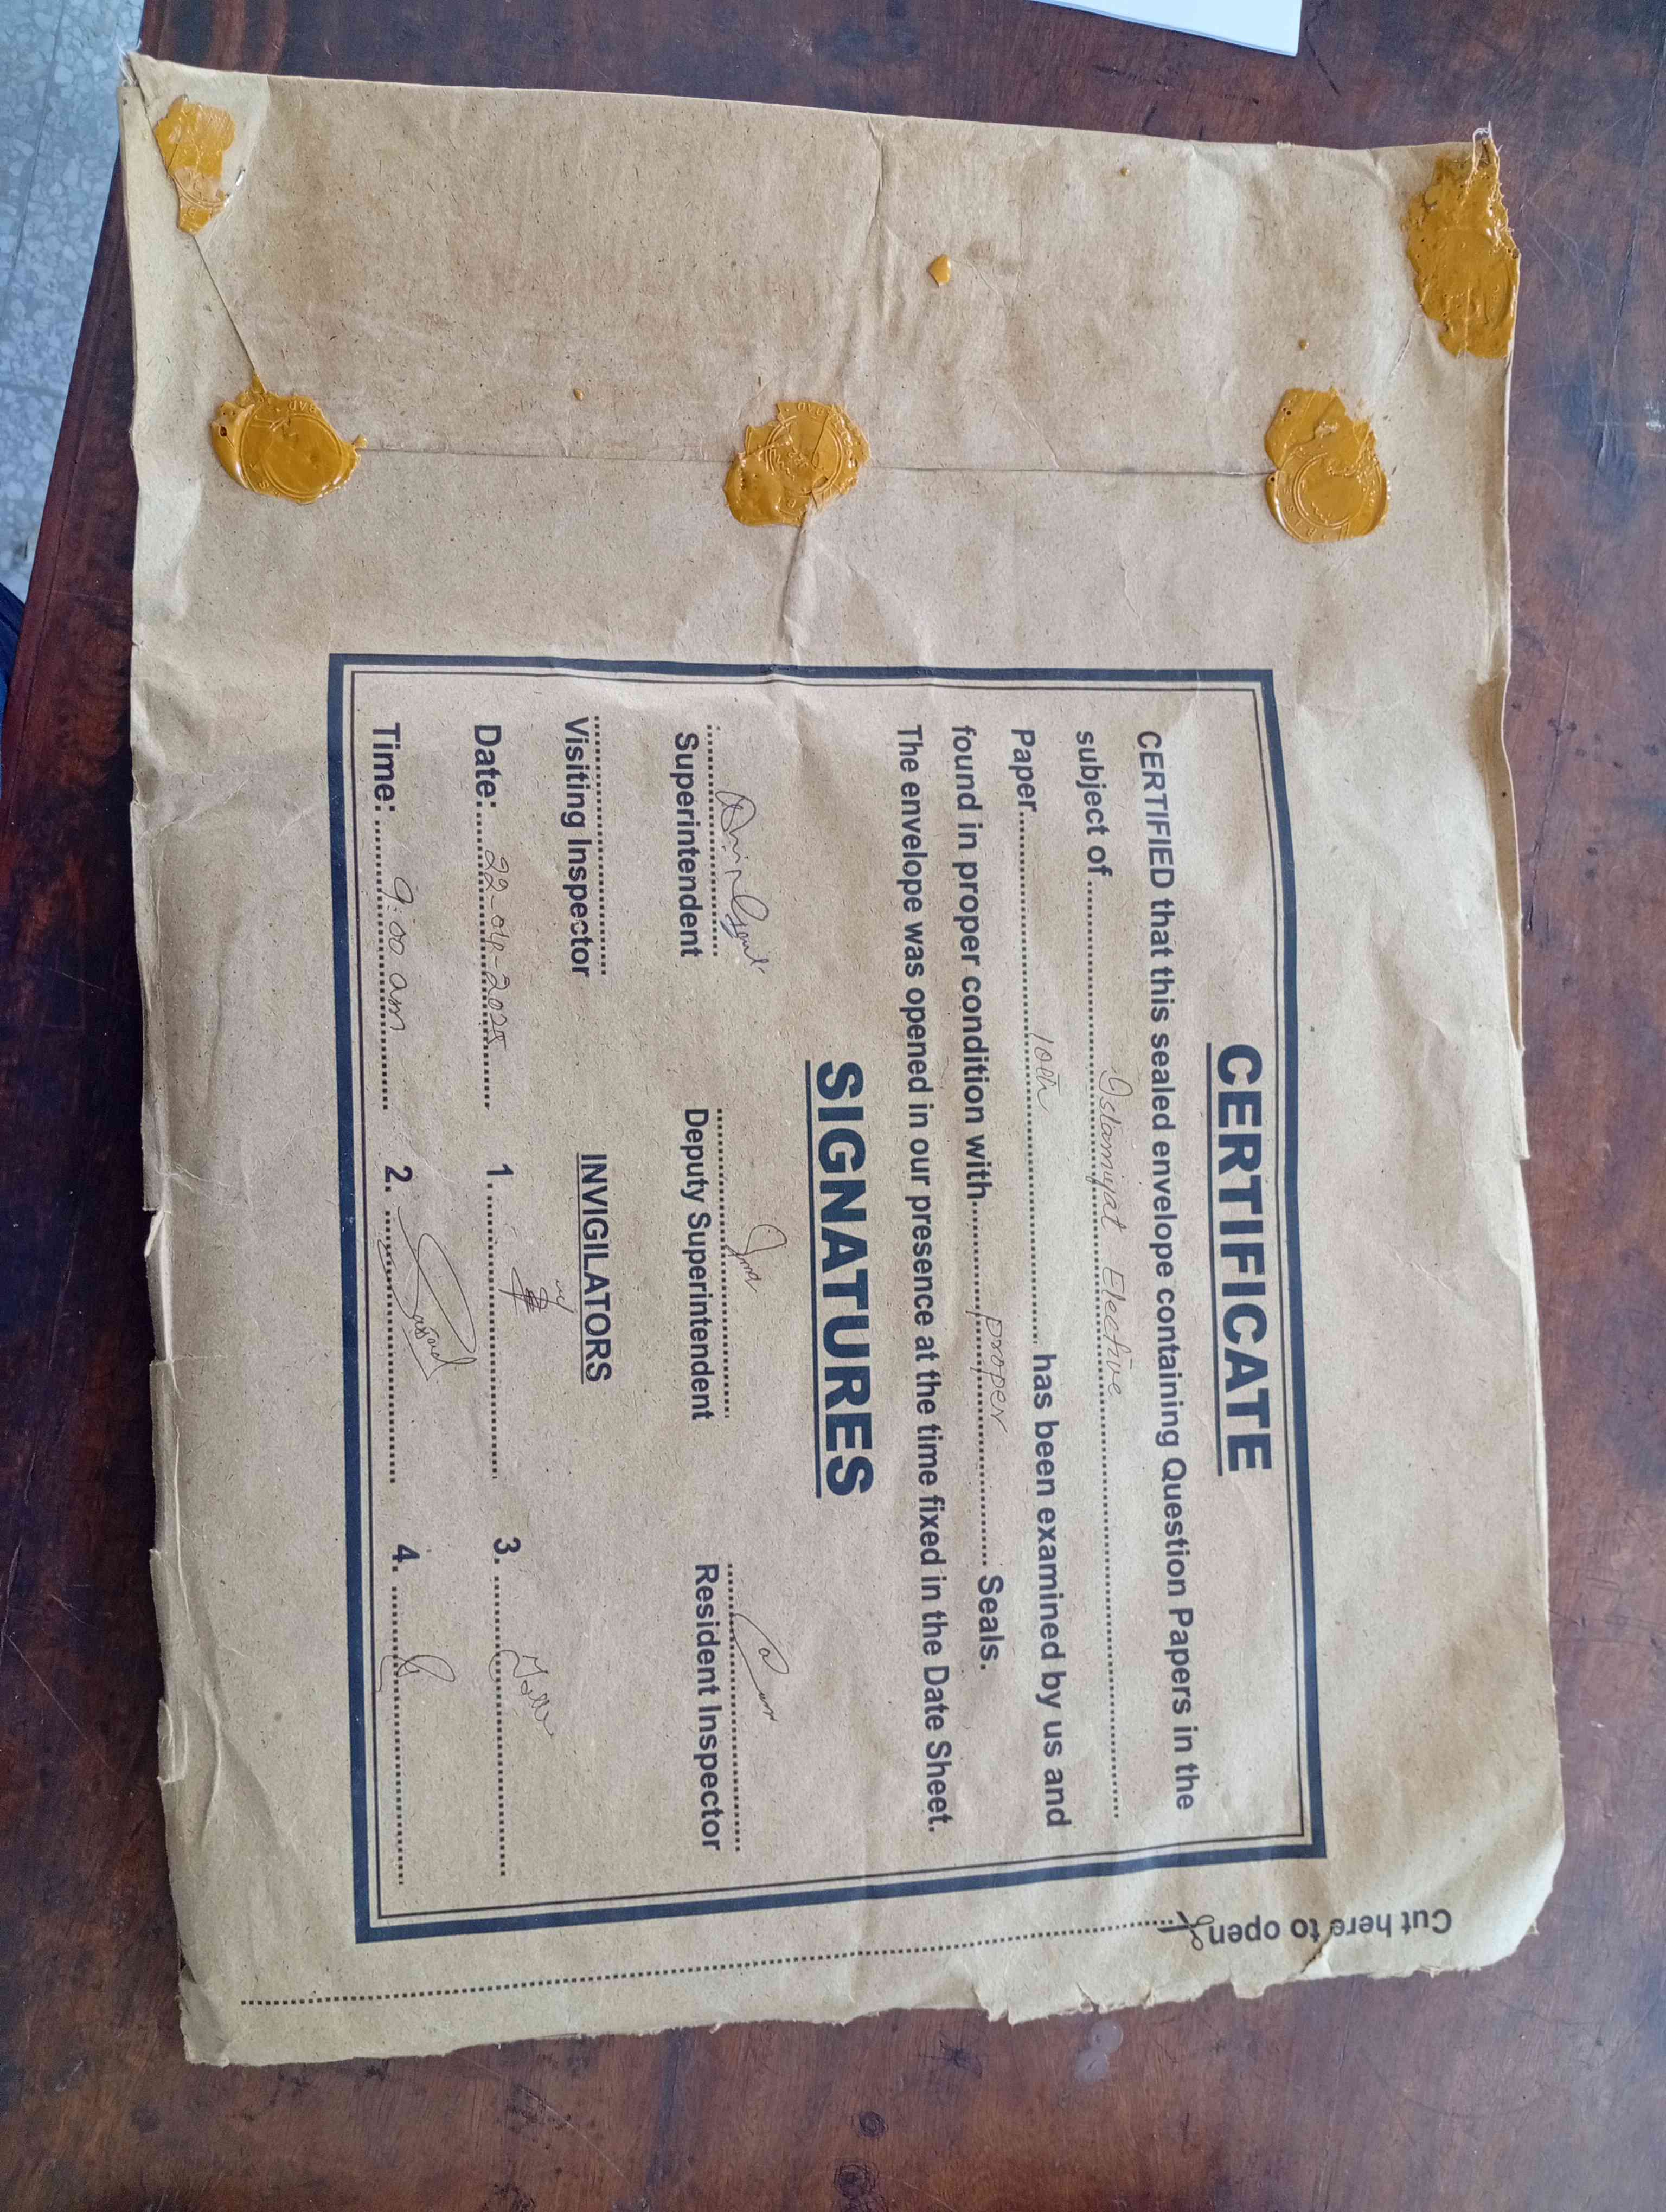 CERTIFICATE
CERTIFIED that this sealed envelope containing Question Papers in the
subject of Islamiyat Elective
Paper 10th has been examined by us and
found in proper condition with proper Seals.
The envelope was opened in our presence at the time fixed in the Date Sheet.
SIGNATURES
Superintendent Deputy Superintendent Resident Inspector
Visiting Inspector INVIGILATORS
Date: 22-04-2025 1. 3.
Time: 9:00 am 2. 4.
Cut here to open